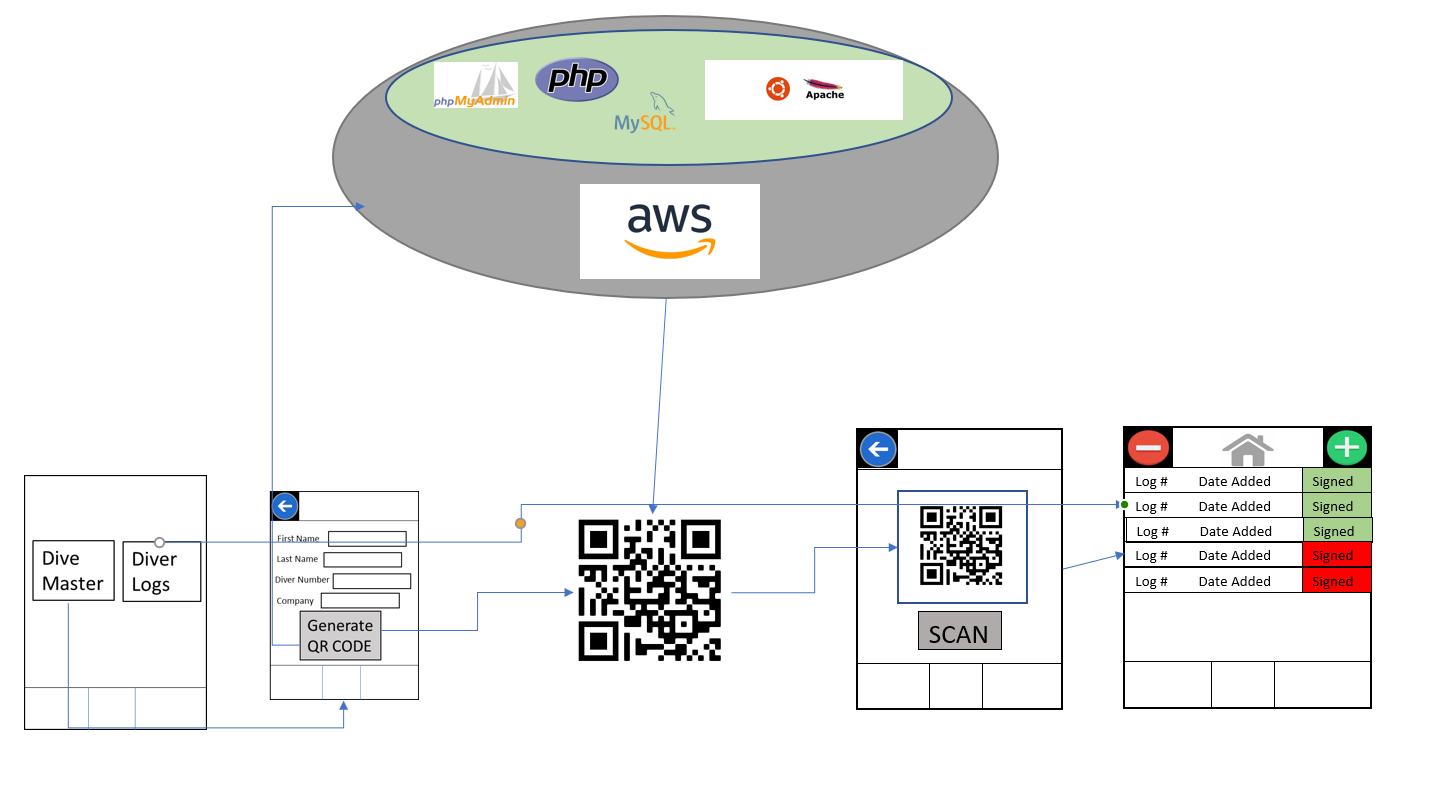 phpMyAdmin
php
MySQL
Apache
aws
Dive
Master
Diver
Logs
First Name
Last Name
Diver Number
Company
Generate
QR CODE
SCAN
Log # Date Added Signed
Log # Date Added Signed
Log # Date Added Signed
Log # Date Added Signed
Log # Date Added Signed